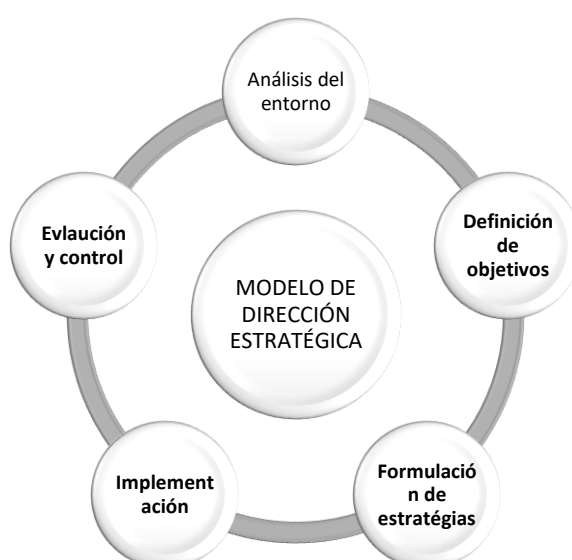 Análisis del
entorno
Definición
de
objetivos
Formulació
n de
estratégias
Implement
ación
Evlaución
y control
MODELO DE
DIRECCIÓN
ESTRATÉGICA